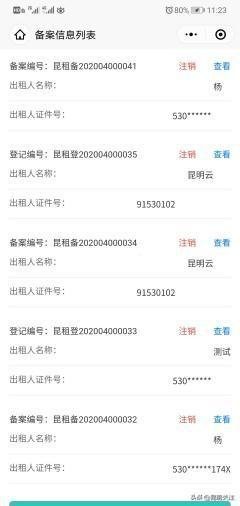 80% 11:23
备案信息列表
备案编号：昆租备202004000041 注销 查看
出租人名称： 杨
出租人证件号： 530******
登记编号：昆租登202004000035 注销 查看
出租人名称： 昆明云
出租人证件号： 91530102
备案编号：昆租备202004000034 注销 查看
出租人名称： 昆明云
出租人证件号： 91530102
登记编号：昆租登202004000033 注销 查看
出租人名称： 测试
出租人证件号： 530******
备案编号：昆租备202004000032 注销 查看
出租人名称： 杨
出租人证件号： 530******174X
头条